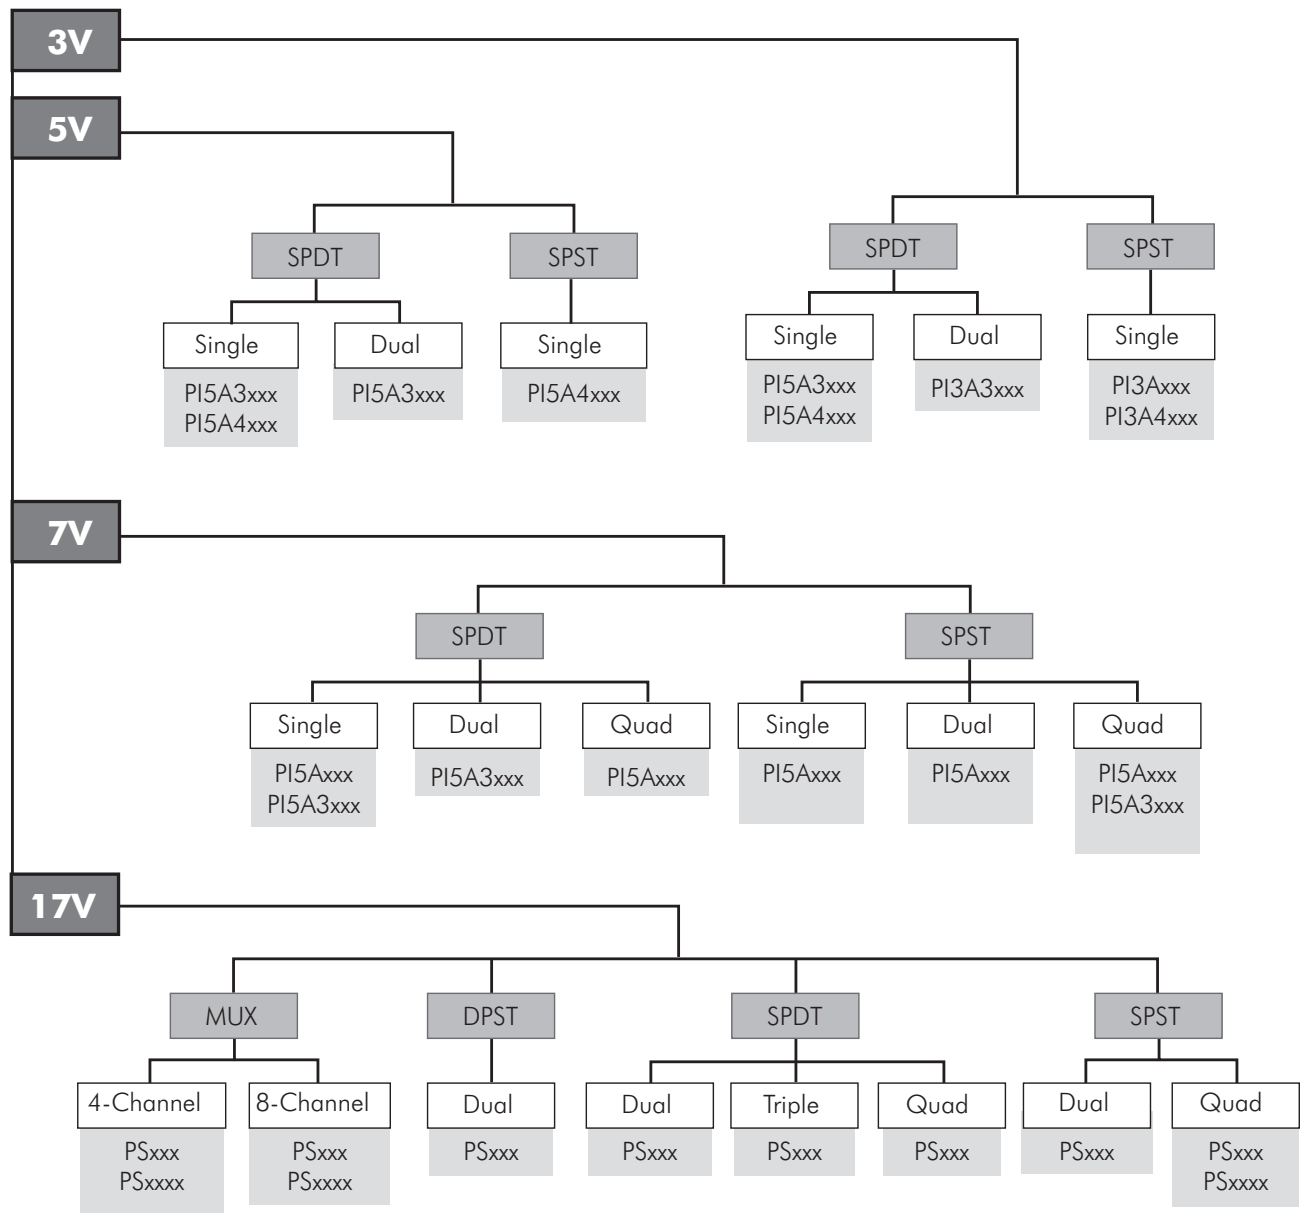 3V
5V
SPDT
SPST
Single
Dual
Single
PI5A3xxx
PI5A4xxx
PI5A3xxx
PI5A4xxx
SPDT
SPST
Single
Dual
Single
PI5A3xxx
PI5A4xxx
PI3A3xxx
PI3Axxx
PI3A4xxx
7V
SPDT
SPST
Single
Dual
Quad
Single
Dual
Quad
PI5Axxx
PI5A3xxx
PI5A3xxx
PI5Axxx
PI5Axxx
PI5Axxx
PI5Axxx
PI5A3xxx
17V
MUX
DPST
SPDT
SPST
4-Channel
8-Channel
Dual
Dual
Triple
Quad
Dual
Quad
PSxxx
PSxxxx
PSxxx
PSxxxx
PSxxx
PSxxx
PSxxx
PSxxx
PSxxx
PSxxx
PSxxxx